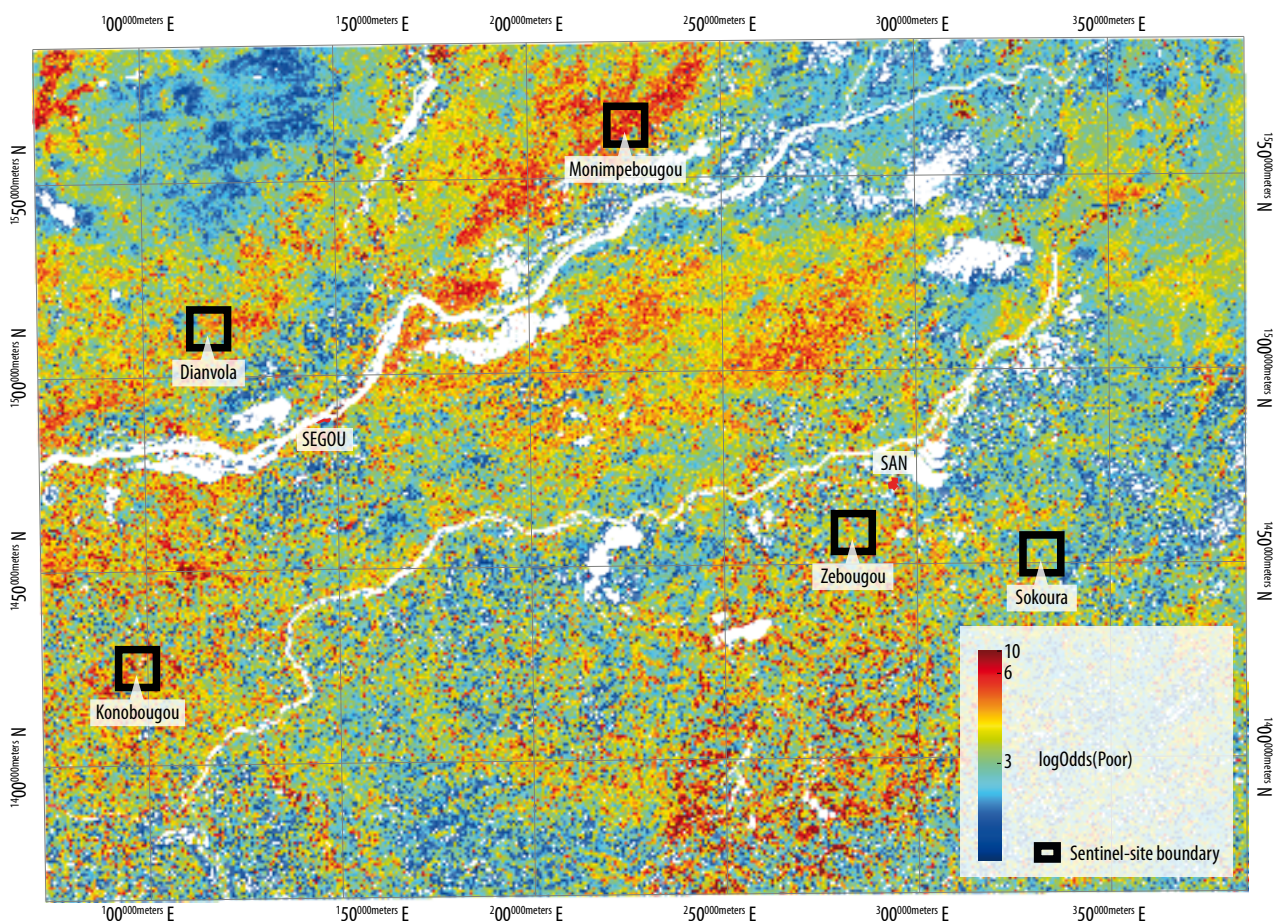 100000meters E
150000meters E
200000meters E
250000meters E
300000meters E
350000meters E
1550000meters N
1550000meters N
Monimpebougou
Dianvola
1500000meters N
1500000meters N
SEGOU
SAN
1450000meters N
1450000meters N
Zebougou
Sokoura
Konobougou
10
6
3
logOdds(Poor)
Sentinel-site boundary
1400000meters N
1400000meters N
100000meters E
150000meters E
200000meters E
250000meters E
300000meters E
350000meters E